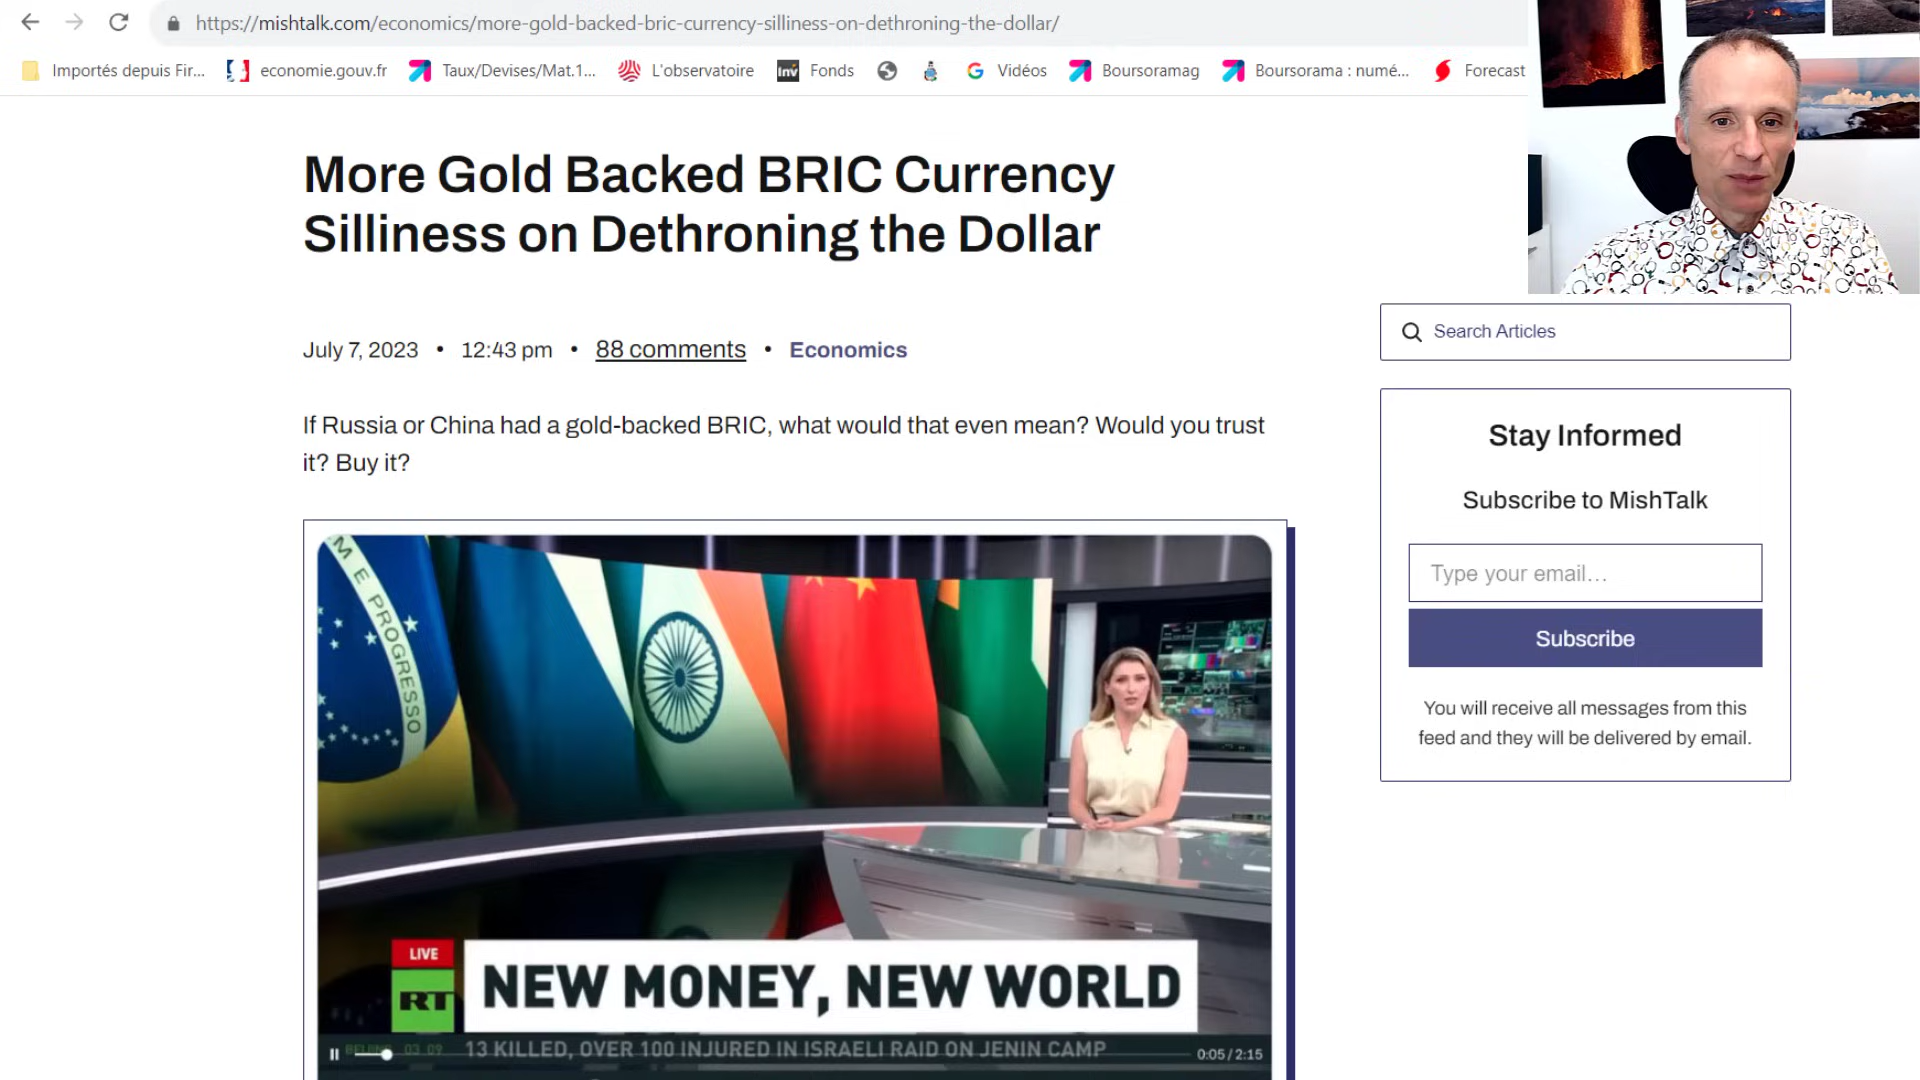 https://mishtalk.com/economics/more-gold-backed-bric-currency-silliness-on-dethroning-the-dollar/
Importés depuis Fir... economie.gouv.fr Taux/Devises/Mat.1... L'observatoire Inv Fonds Vidéos Boursoramag Boursorama : numé... Forecast
More Gold Backed BRIC Currency
Silliness on Dethroning the Dollar
July 7, 2023 • 12:43 pm • 88 comments • Economics
If Russia or China had a gold-backed BRIC, what would that even mean? Would you trust
it? Buy it?
M E PROGRESSO
LIVE
RT
NEW MONEY, NEW WORLD
BEIJING 03 09 13 KILLED, OVER 100 INJURED IN ISRAELI RAID ON JENIN CAMP
0:05 / 2:15
Search Articles
Stay Informed
Subscribe to MishTalk
Type your email...
Subscribe
You will receive all messages from this
feed and they will be delivered by email.